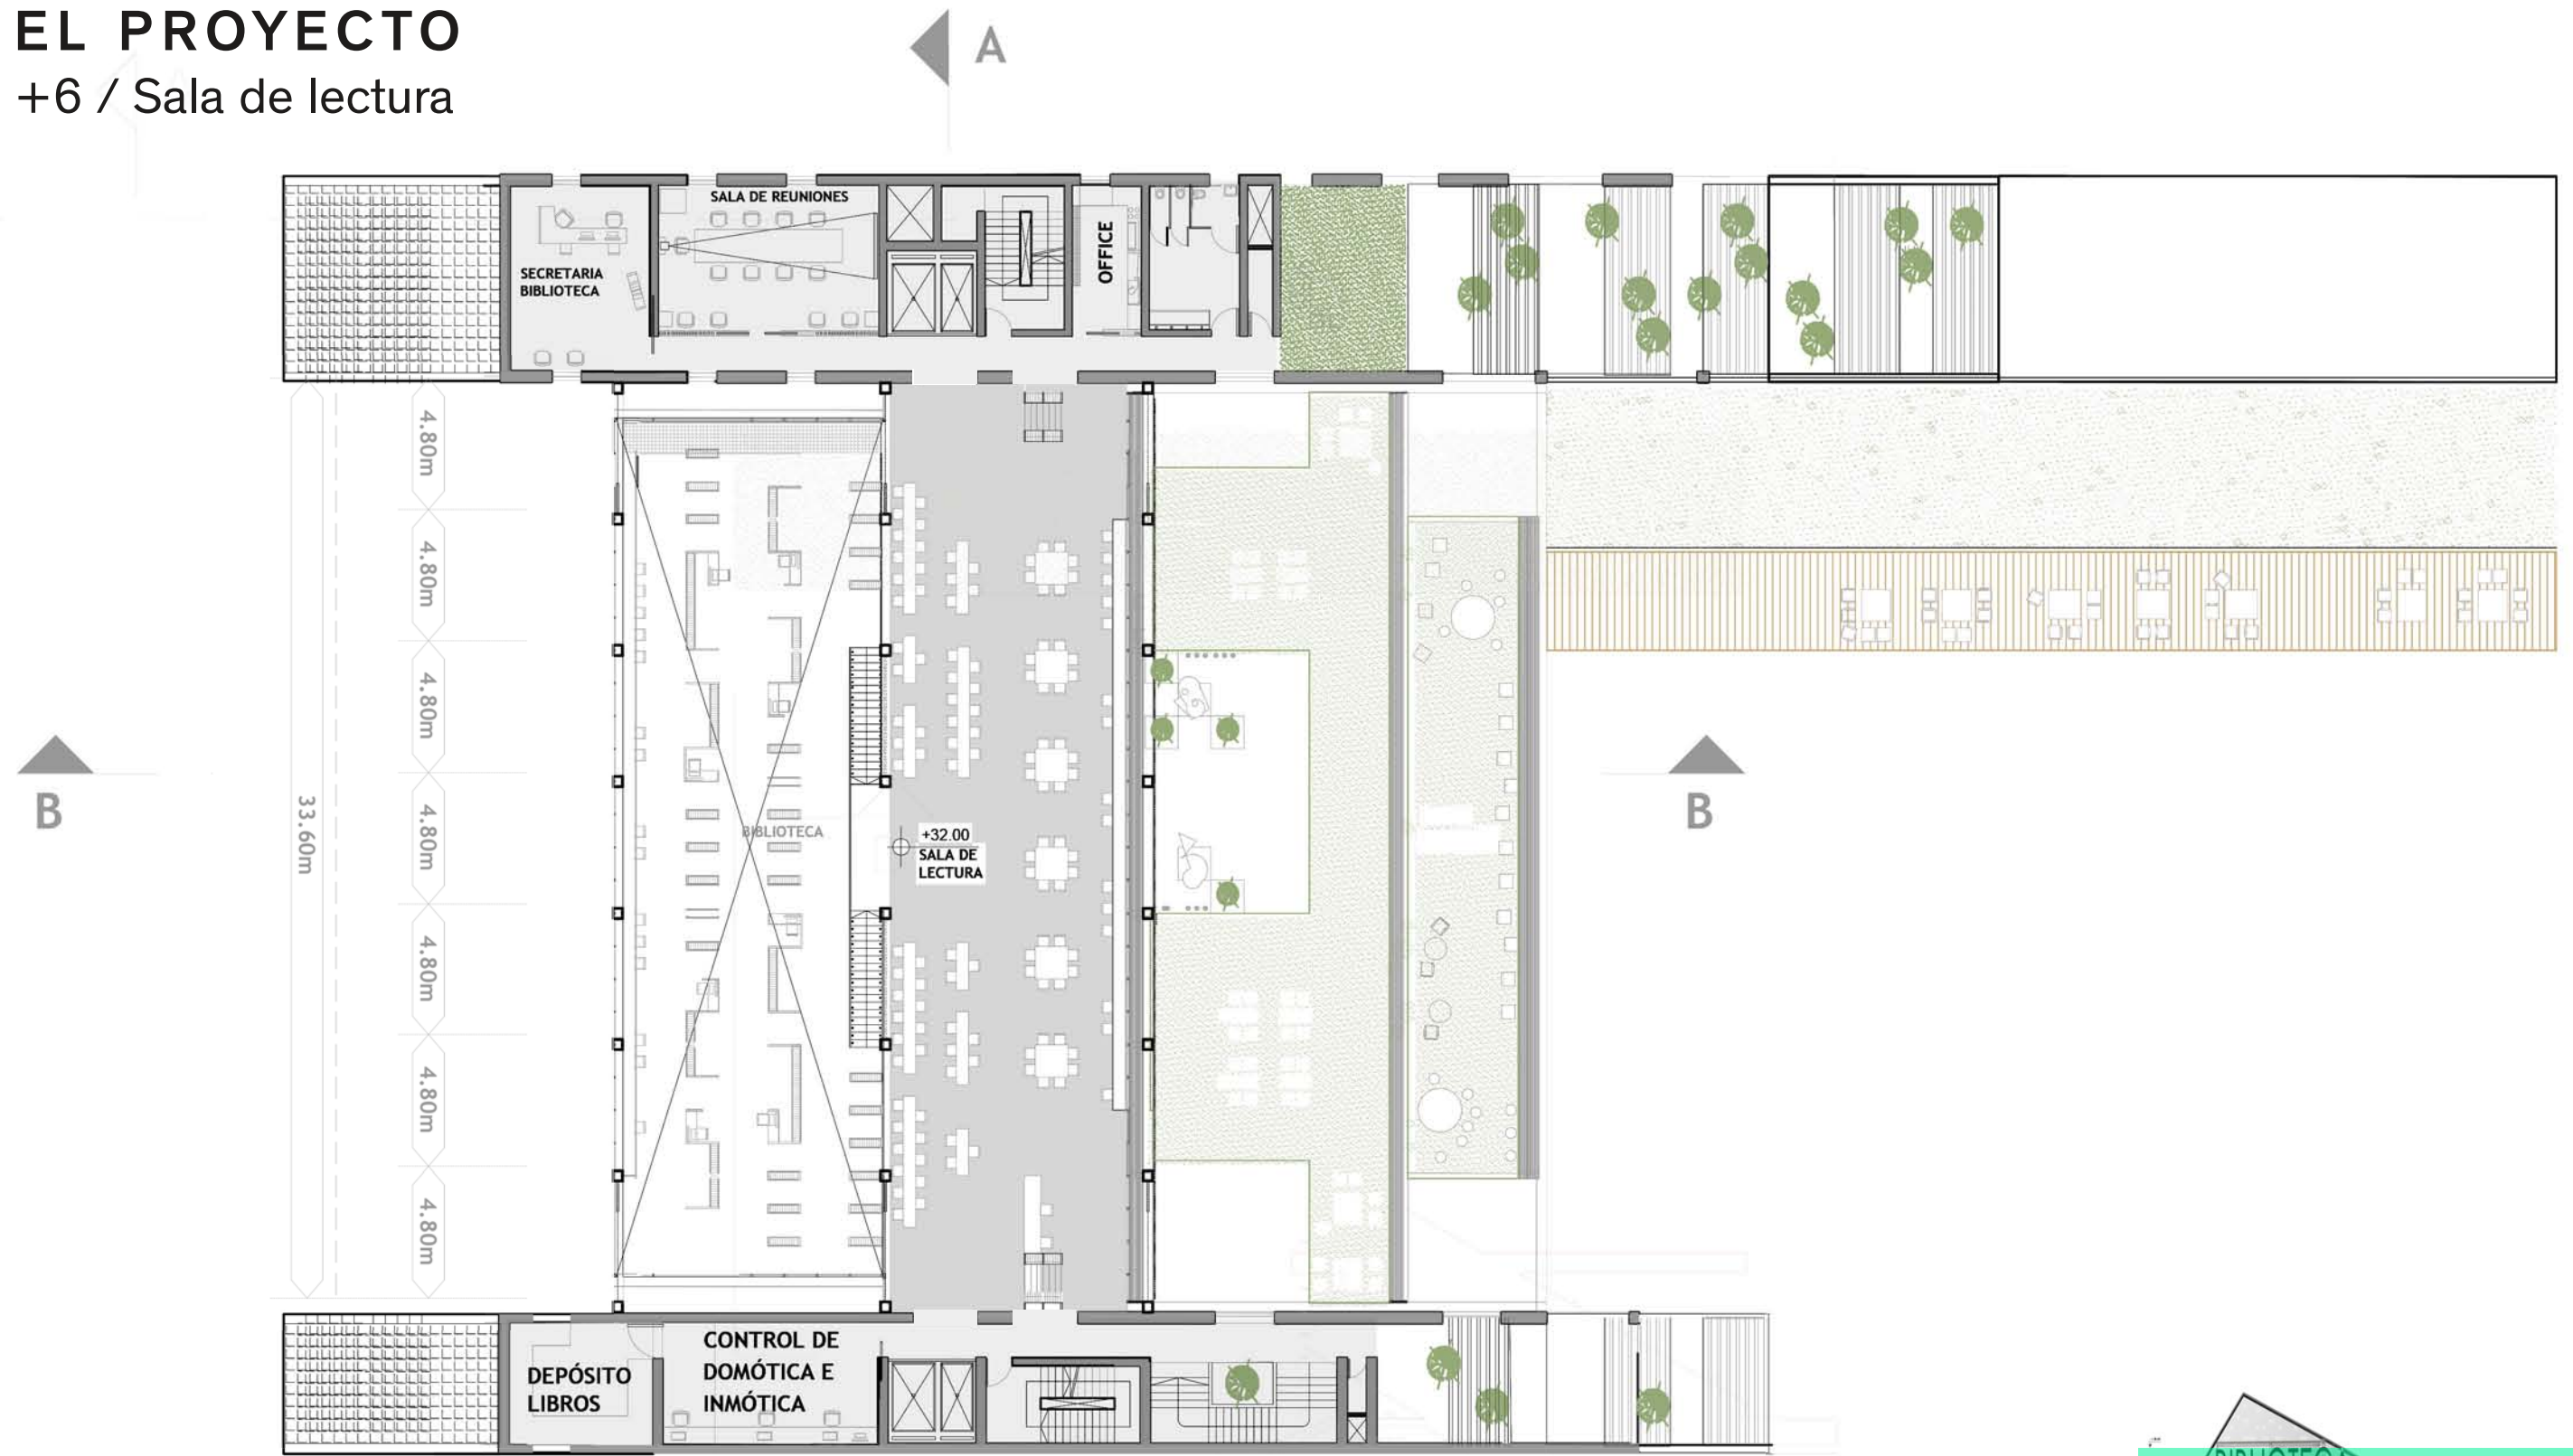 EL PROYECTO
+6 / Sala de lectura
A
SALA DE REUNIONES
SECRETARIA
BIBLIOTECA
OFFICE
4.80m
4.80m
4.80m
4.80m
4.80m
4.80m
4.80m
33.60m
B
B
BIBLIOTECA
+32.00
SALA DE
LECTURA
DEPÓSITO
LIBROS
CONTROL DE
DOMÓTICA E
INMÓTICA
BIBLIOTECA